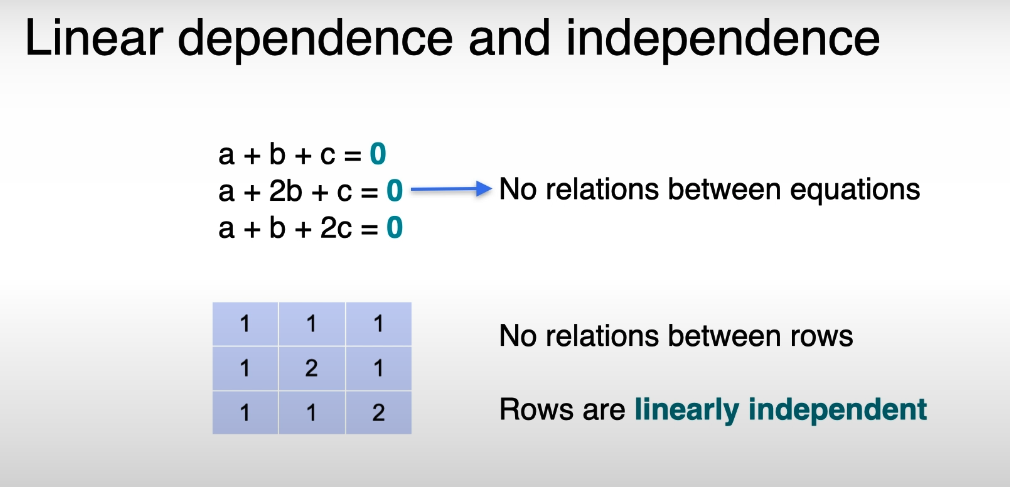 Linear dependence and independence
a + b + c = 0
a + 2b + c = 0
No relations between equations
a + b + 2c = 0
1 1 1
1 2 1
1 1 2
No relations between rows
Rows are linearly independent